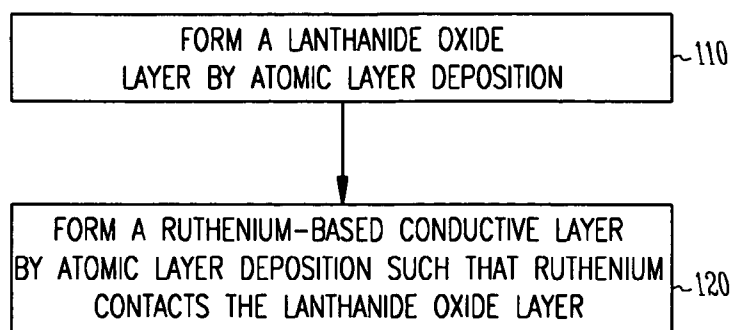 FORM A LANTHANIDE OXIDE
LAYER BY ATOMIC LAYER DEPOSITION
110
FORM A RUTHENIUM-BASED CONDUCTIVE LAYER
BY ATOMIC LAYER DEPOSITION SUCH THAT RUTHENIUM
CONTACTS THE LANTHANIDE OXIDE LAYER
120